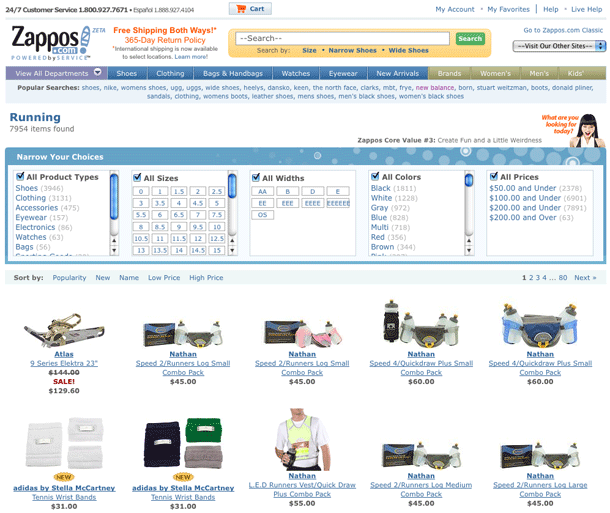 24/7 Customer Service 1.800.927.7671 • Español 1.888.927.4104
Cart
My Account • My Favorites | Help • Live Help
Zappos.com
ZETA
POWERED by SERVICE™
Free Shipping Both Ways!*
365-Day Return Policy
*International shipping is now available
to select locations. Learn more!
--Search--
Search
Search by: Size • Narrow Shoes • Wide Shoes
Go to Zappos.com Classic
--Visit Our Other Sites--
View All Departments
Shoes
Clothing
Bags & Handbags
Watches
Eyewear
New Arrivals
Brands
Women's
Men's
Kids'
Popular Searches: shoes, nike, womens shoes, ugg, uggs, wide shoes, heelys, dansko, keen, the north face, clarks, mbt, frye, new balance, born, stuart weitzman, boots, donald pliner,
sandals, clothing, womens boots, leather shoes, mens shoes, men's black shoes, women's black shoes
Running
7954 items found
What are you
looking for
today?
Zappos Core Value #3: Create Fun and a Little Weirdness
Narrow Your Choices
All Product Types
Shoes (3946)
Clothing (3131)
Accessories (475)
Eyewear (157)
Electronics (86)
Watches (63)
Bags (56)
All Sizes
0 1 1.5 2 2.5
3 3.5 4 4.5 5
5.5 6 6.5 7 7.5
8 8.5 9 9.5 10
10.5 11 11.5 12 12.5
13 13.5 14 14.5 15
All Widths
AA B D E
EE EEE EEEE EEEEEE
OS
All Colors
Black (1811)
White (1228)
Gray (972)
Blue (828)
Multi (718)
Red (356)
Brown (344)
All Prices
$50.00 and Under (2378)
$100.00 and Under (6901)
$200.00 and Under (7891)
$200.00 and Over (63)
Sort by: Popularity New Name Low Price High Price
1 2 3 4 ... 80 Next »
Atlas
9 Series Elektra 23"
$144.00
SALE!
$129.60
Nathan
Speed 2/Runners Log Small
Combo Pack
$45.00
Nathan
Speed 2/Runners Log Small
Combo Pack
$45.00
Nathan
Speed 4/Quickdraw Plus Small
Combo Pack
$60.00
Nathan
Speed 4/Quickdraw Plus Small
Combo Pack
$60.00
NEW
adidas by Stella McCartney
Tennis Wrist Bands
$31.00
NEW
adidas by Stella McCartney
Tennis Wrist Bands
$31.00
Nathan
L.E.D Runners Vest/Quick Draw
Plus Combo Pack
$55.00
Nathan
Speed 2/Runners Log Medium
Combo Pack
$45.00
Nathan
Speed 2/Runners Log Large
Combo Pack
$45.00